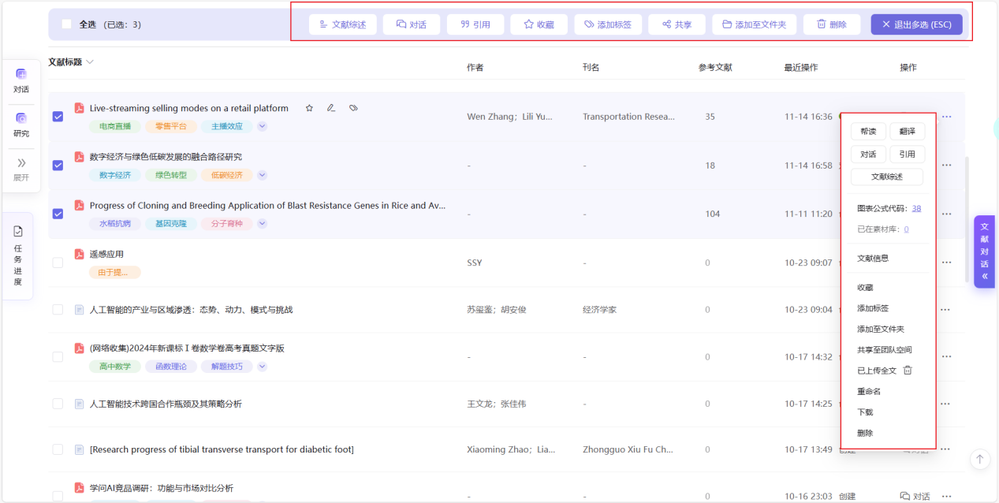 全选 (已选：3) 文献综述 对话 引用 收藏 添加标签 共享 添加至文件夹 删除 退出多选 (ESC)
文献标题 作者 刊名 参考文献 最近操作 操作
对话
研究
展开
任
务
进
度
Live-streaming selling modes on a retail platform
电商直播 零售平台 主播效应
Wen Zhang；Lili Yu... Transportation Resea... 35 11-14 16:36
数字经济与绿色低碳发展的融合路径研究
数字经济 绿色转型 低碳经济
- - 18 11-14 16:58
Progress of Cloning and Breeding Application of Blast Resistance Genes in Rice and Av...
水稻抗病 基因克隆 分子育种
- - 104 11-11 11:20
遥感应用
由于提...
SSY - 0 10-23 09:07
人工智能的产业与区域渗透：态势、动力、模式与挑战 苏玺鉴；胡安俊 经济学家 0 10-23 09:04
(网络收集)2024年新课标Ⅰ卷数学卷高考真题文字版
高中数学 函数理论 解题技巧
- - 0 10-17 14:32
人工智能技术跨国合作瓶颈及其策略分析 王文龙；张佳伟 - 0 10-17 14:25
[Research progress of tibial transverse transport for diabetic foot] Xiaoming Zhao；Lia... Zhongguo Xiu Fu Ch... 0 10-17 13:49 创建
学问AI竞品调研：功能与市场对比分析
- - 0 10-16 23:03 创建 对话
帮读 翻译
对话 引用
文献综述
图表公式代码：38
已在素材库：0
文献信息
收藏
添加标签
添加至文件夹
共享至团队空间
已上传全文
重命名
下载
删除
文
献
对
话
«